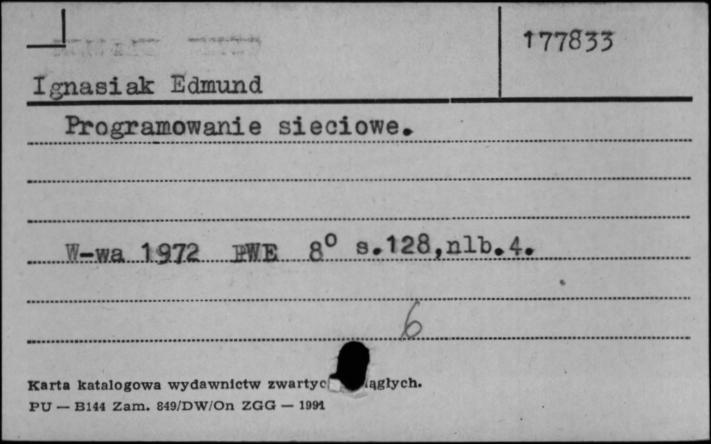 177833
Ignasiak Edmund
Programowanie sieciowe.
W-wa 1972 PWE 8° s.128,nlb.4.
6
Karta katalogowa wydawnictw
PU — B144 Zam. 849/DW/On ZGG — 1991